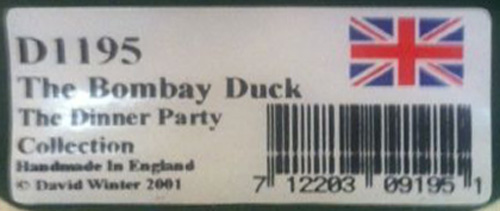 D1195
The Bombay Duck
The Dinner Party
Collection
Handmade In England
© David Winter 2001
7 12203 09195 1